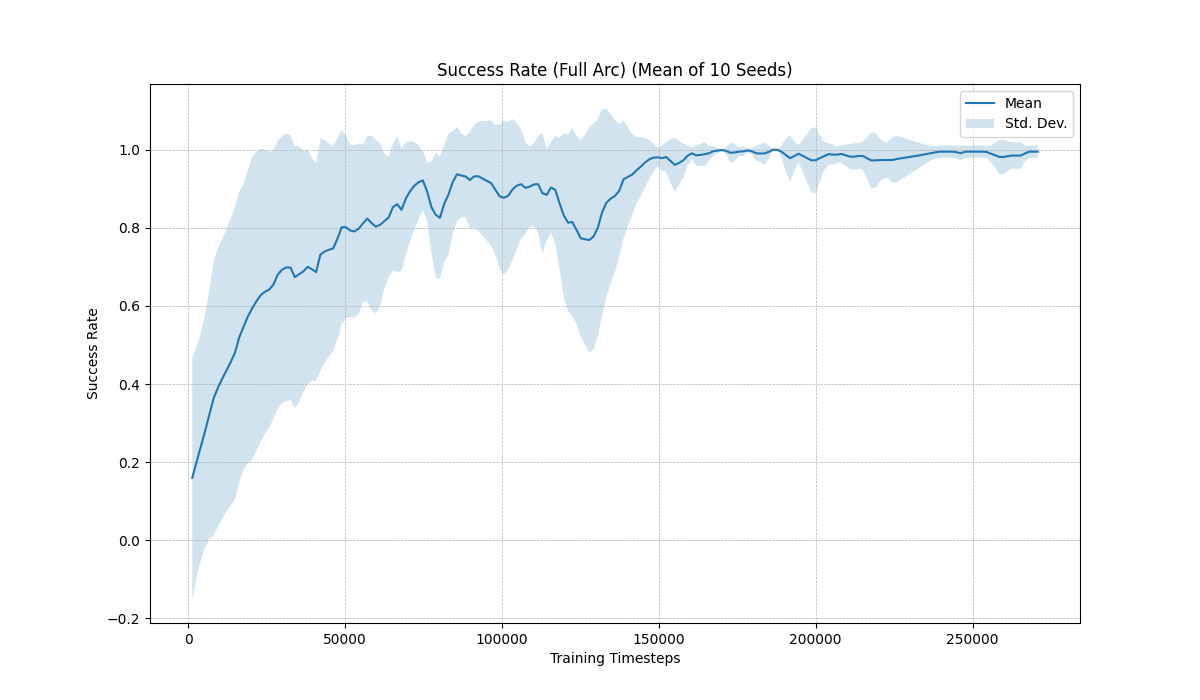 Success Rate (Full Arc) (Mean of 10 Seeds)
Mean
Std. Dev.
1.0
0.8
0.6
0.4
0.2
0.0
−0.2
Success Rate
0 50000 100000 150000 200000 250000
Training Timesteps